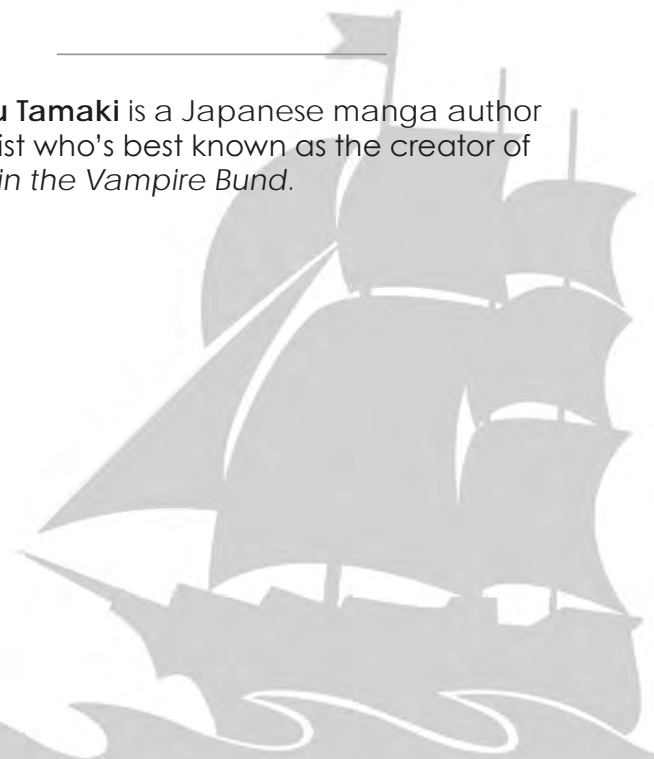 u Tamaki is a Japanese manga author
ist who's best known as the creator of
in the Vampire Bund.